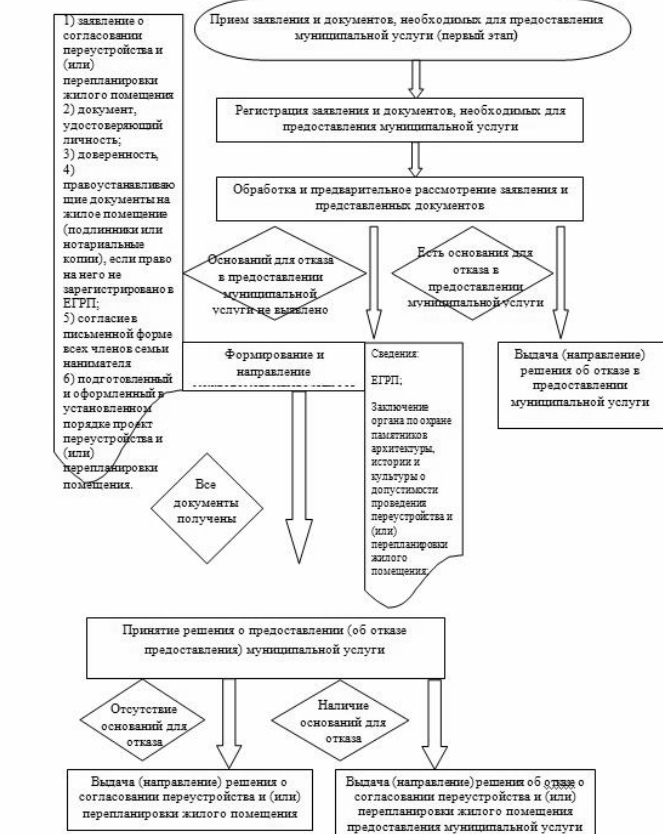 1) заявление о
согласовании
переустройства и
(или)
перепланировки
жилого помещения
2) документ,
удостоверяющий
личность;
3) доверенность,
4)
правоустанавливаю
щие документы на
жилое помещение
(подлинники или
нотариальные
копии), если право
на него не
зарегистрировано в
ЕГРП;
5) согласие в
письменной форме
всех членов семьи
нанимателя
6) подготовленный
и оформленный в
установленном
порядке проект
переустройства и
(или)
перепланировки
помещения.
Прием заявления и документов, необходимых для предоставления
муниципальной услуги (первый этап)
Регистрация заявления и документов, необходимых для
предоставления муниципальной услуги
Обработка и предварительное рассмотрение заявления и
представленных документов
Оснований для отказа
в предоставлении
муниципальной
услуги не выявлено
Есть основания для
отказа в
предоставлении
муниципальной услуги
Формирование и
направление
Сведения:
ЕГРП;
Заключение
органа по охране
памятников
архитектуры,
истории и
культуры о
допустимости
проведения
переустройства и
(или)
перепланировки
жилого
помещения;
Выдача (направление)
решения об отказе в
предоставлении
муниципальной услуги
Все
документы
получены
Принятие решения о предоставлении (об отказе
предоставления) муниципальной услуги
Отсутствие
оснований для
отказа
Наличие
оснований для
отказа
Выдача (направление) решения о
согласовании переустройства и (или)
перепланировки жилого помещения
Выдача (направление) решения об отказе о
согласовании переустройства и (или)
перепланировки жилого помещения
предоставления муниципальной услуги